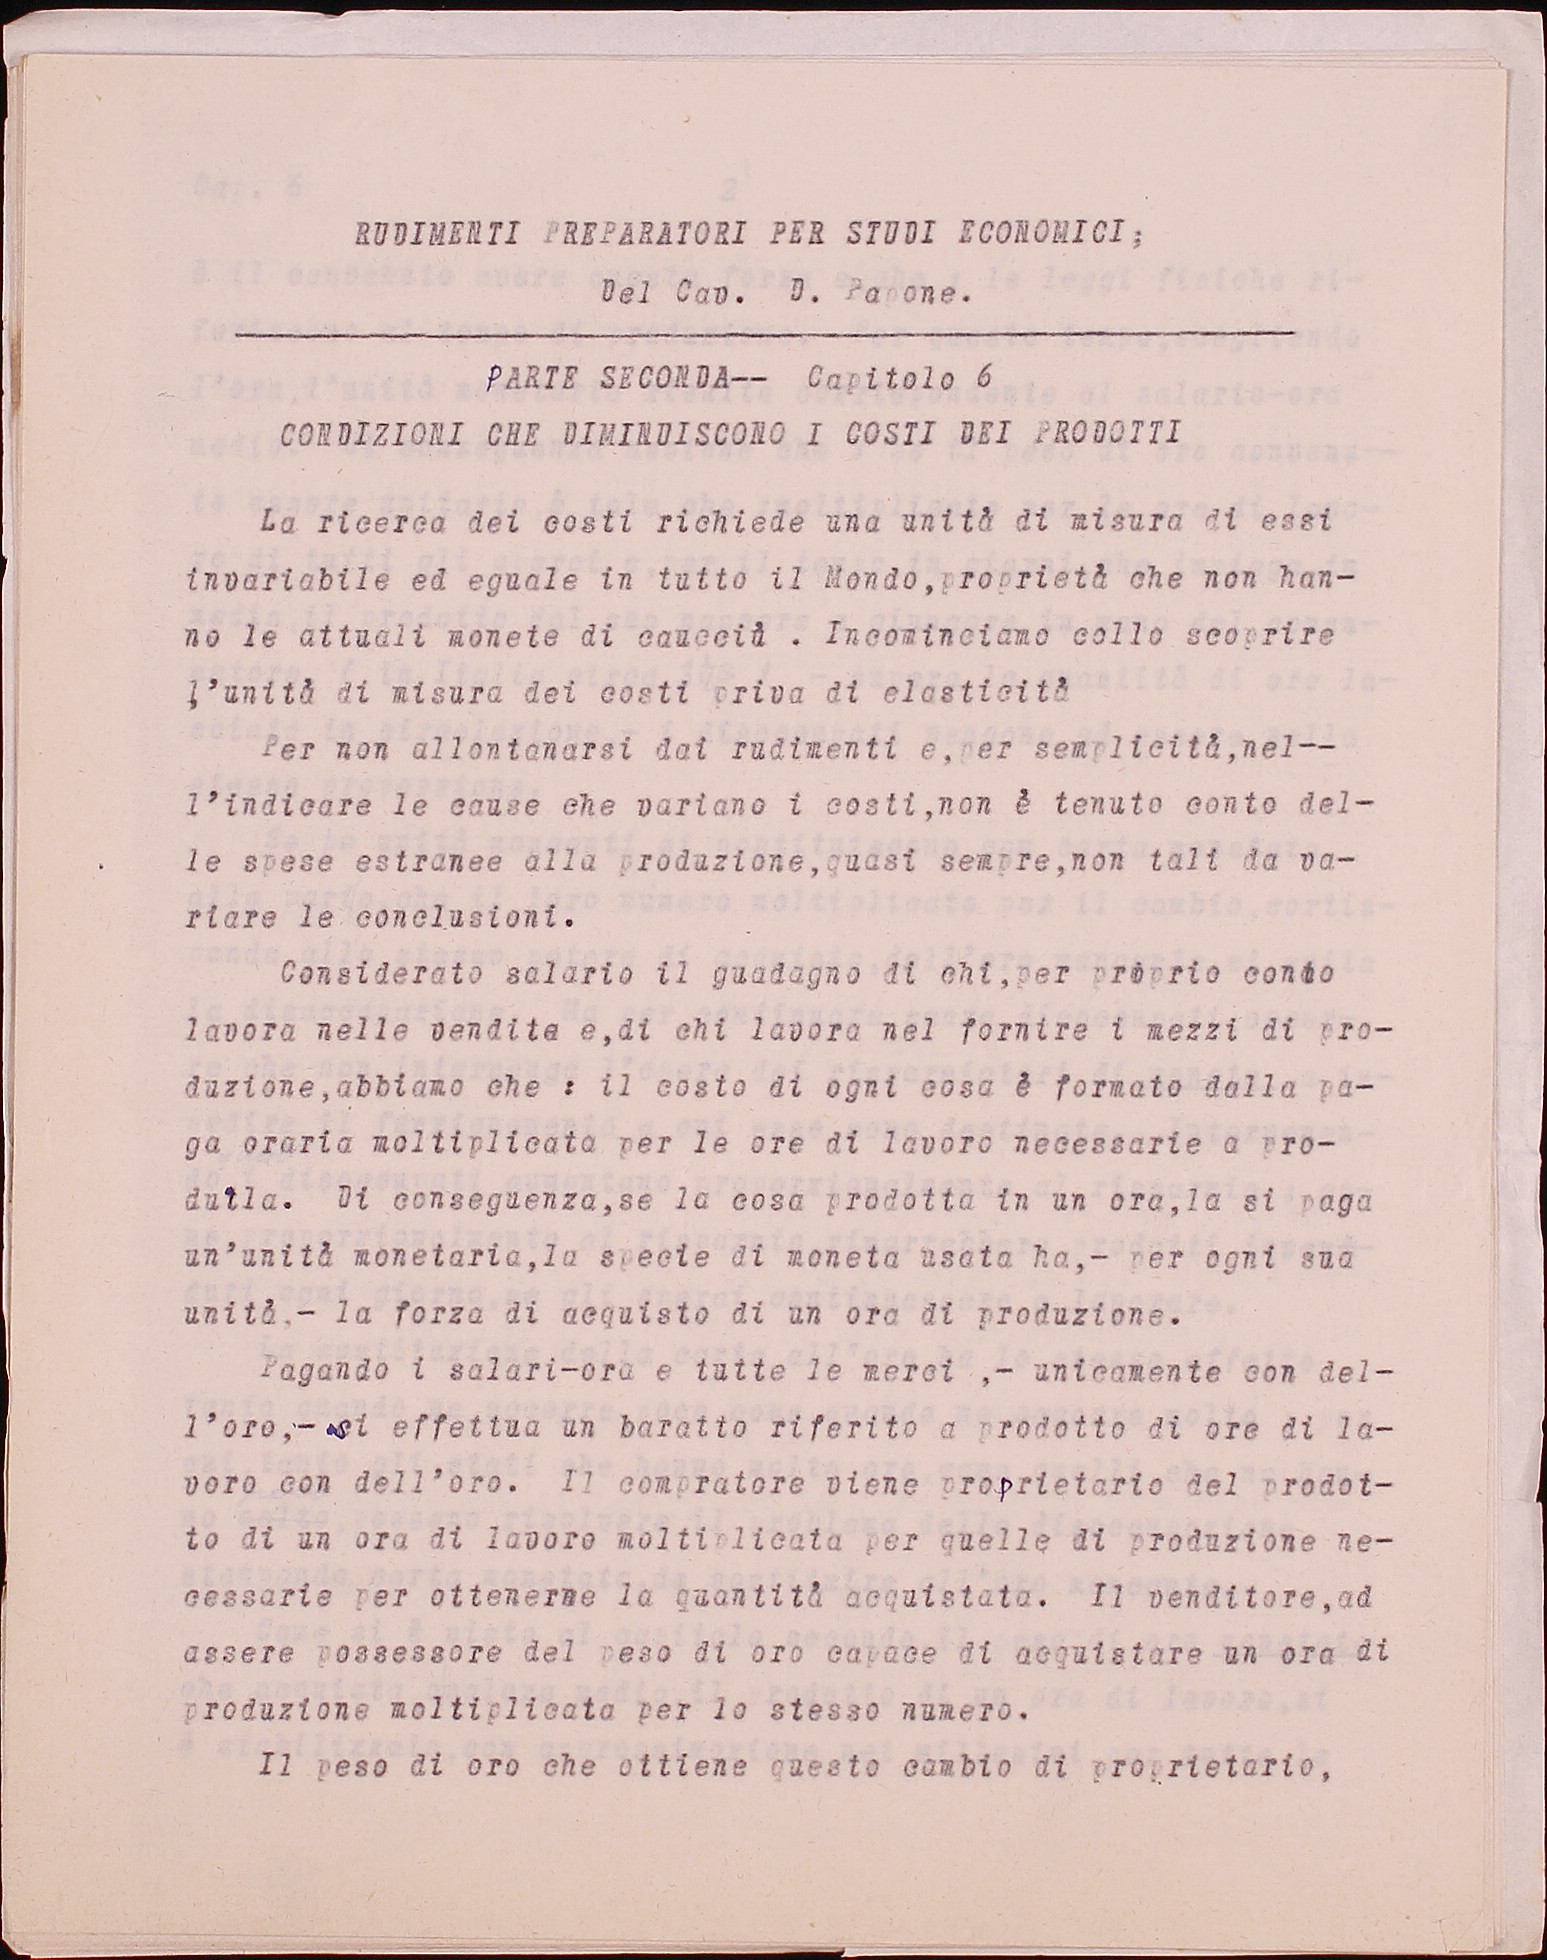 RUDIMENTI PREPARATORI PER STUDI ECONOMICI;
Del Cav. D. Papone.
PARTE SECONDA-- Capitolo 6
CONDIZIONI CHE DIMINUISCONO I COSTI DEI PRODOTTI
La ricerca dei costi richiede una unità di misura di essi
invariabile ed eguale in tutto il Mondo,proprietà che non han-
no le attuali monete di caucciù . Incominciamo collo scoprire
l'unità di misura dei costi priva di elasticità
Per non allontanarsi dai rudimenti e,per semplicità,nel--
l'indicare le cause che variano i costi,non è tenuto conto del-
le spese estranee alla produzione,quasi sempre,non tali da va-
riare le conclusioni.
Considerato salario il guadagno di chi,per proprio conto
lavora nelle vendite e,di chi lavora nel fornire i mezzi di pro-
duzione,abbiamo che : il costo di ogni cosa è formato dalla pa-
ga oraria moltiplicata per le ore di lavoro necessarie a pro-
durla. Di conseguenza,se la cosa prodotta in un ora,la si paga
un'unità monetaria,la specie di moneta usata ha,- per ogni sua
unità,- la forza di acquisto di un ora di produzione.
Pagando i salari-ora e tutte le merci ,- unicamente con del-
l'oro,- si effettua un baratto riferito a prodotto di ore di la-
voro con dell'oro. Il compratore viene proprietario del prodot-
to di un ora di lavoro moltiplicata per quelle di produzione ne-
cessarie per ottenerne la quantità acquistata. Il venditore,ad
assere possessore del peso di oro capace di acquistare un ora di
produzione moltiplicata per lo stesso numero.
Il peso di oro che ottiene questo cambio di proprietario,